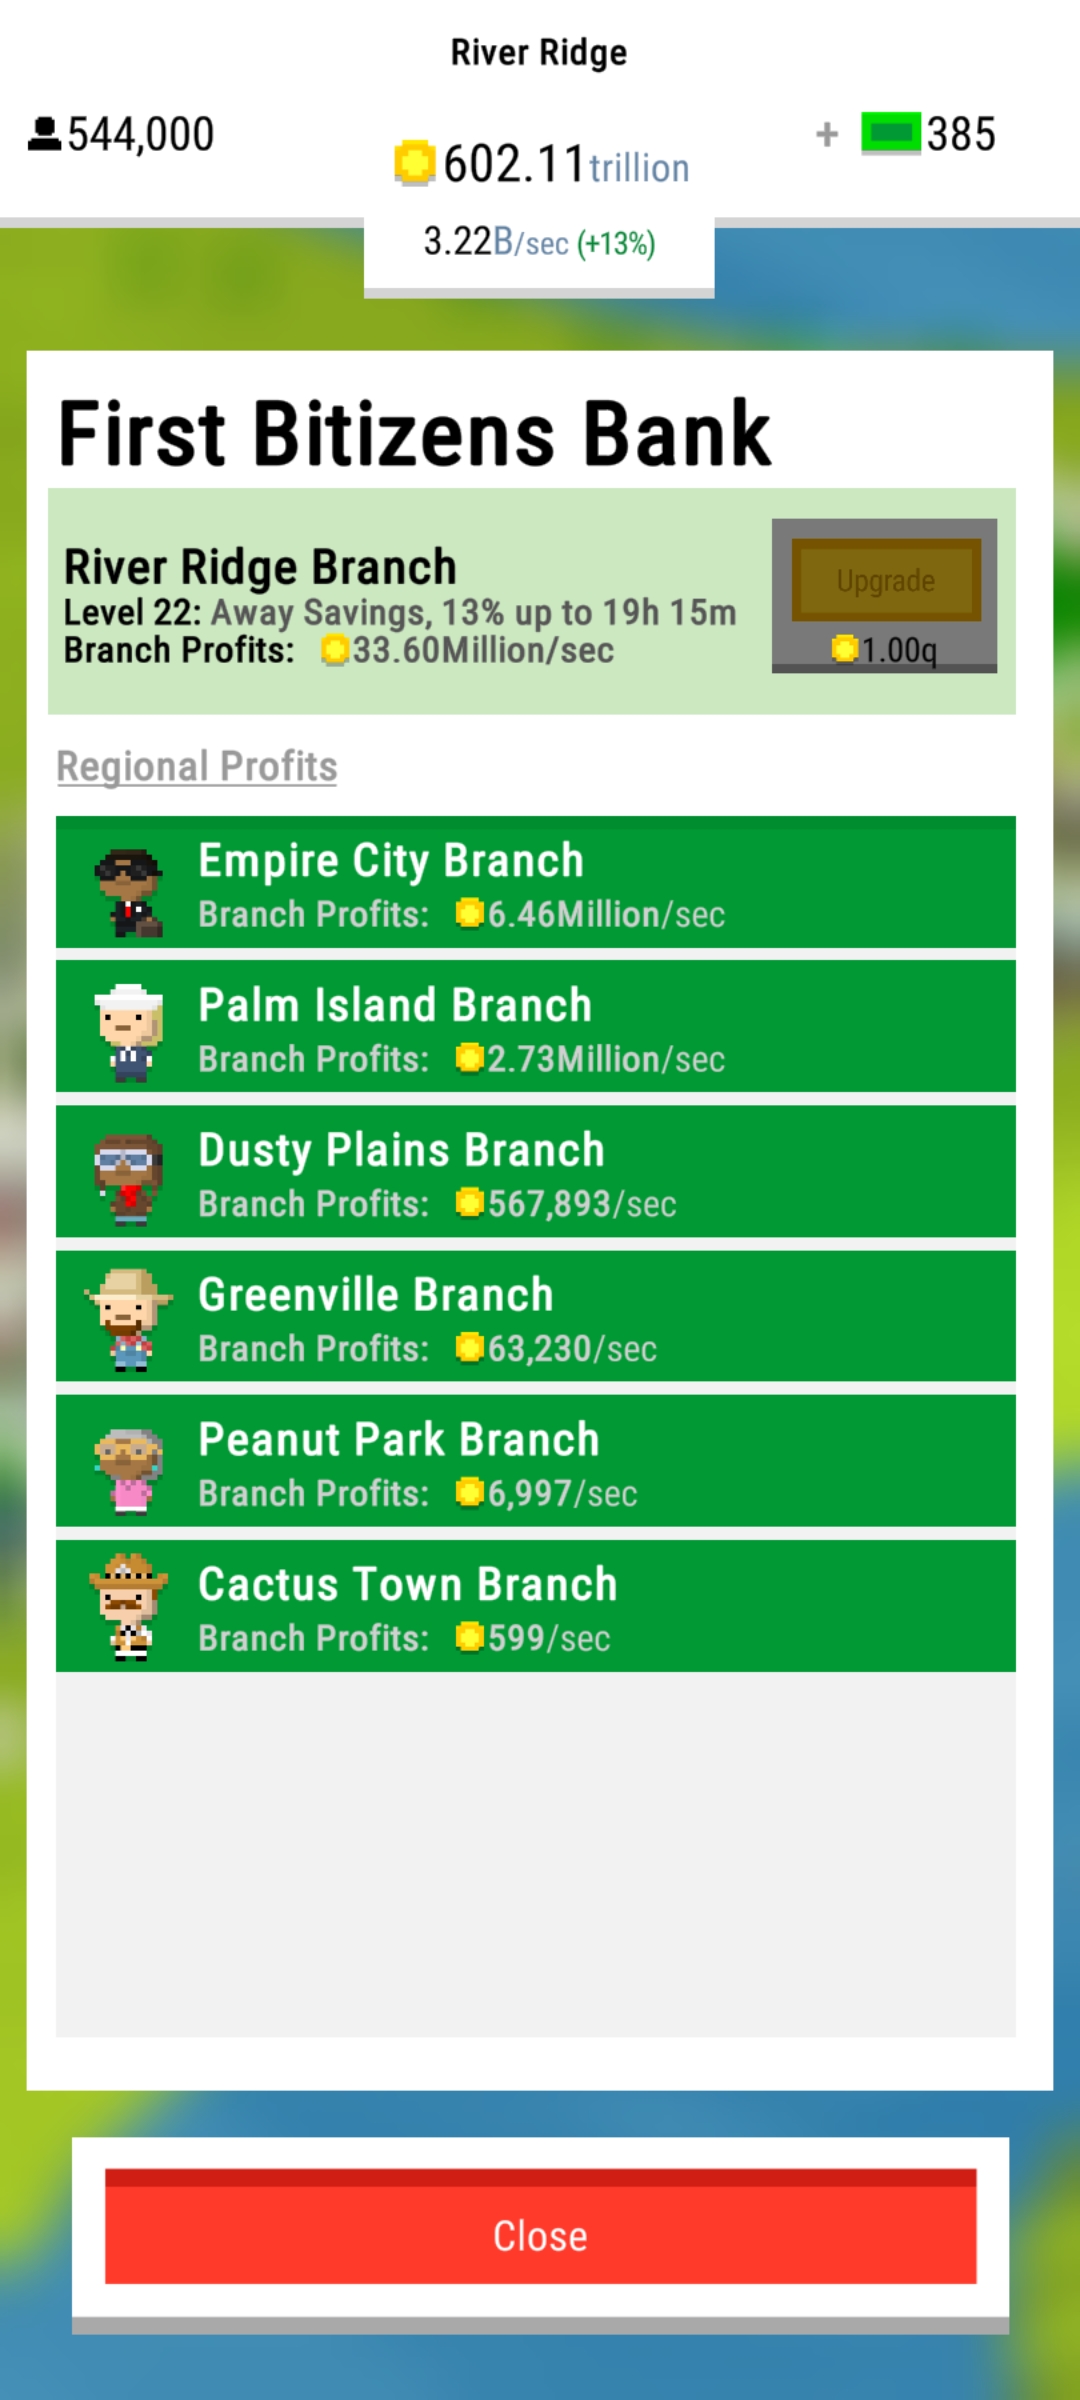 River Ridge
544,000
602.11trillion
+ 385
3.22B/sec (+13%)
First Bitizens Bank
River Ridge Branch
Level 22: Away Savings, 13% up to 19h 15m
Branch Profits: 33.60Million/sec
Upgrade
1.00q
Regional Profits
Empire City Branch
Branch Profits: 6.46Million/sec
Palm Island Branch
Branch Profits: 2.73Million/sec
Dusty Plains Branch
Branch Profits: 567,893/sec
Greenville Branch
Branch Profits: 63,230/sec
Peanut Park Branch
Branch Profits: 6,997/sec
Cactus Town Branch
Branch Profits: 599/sec
Close